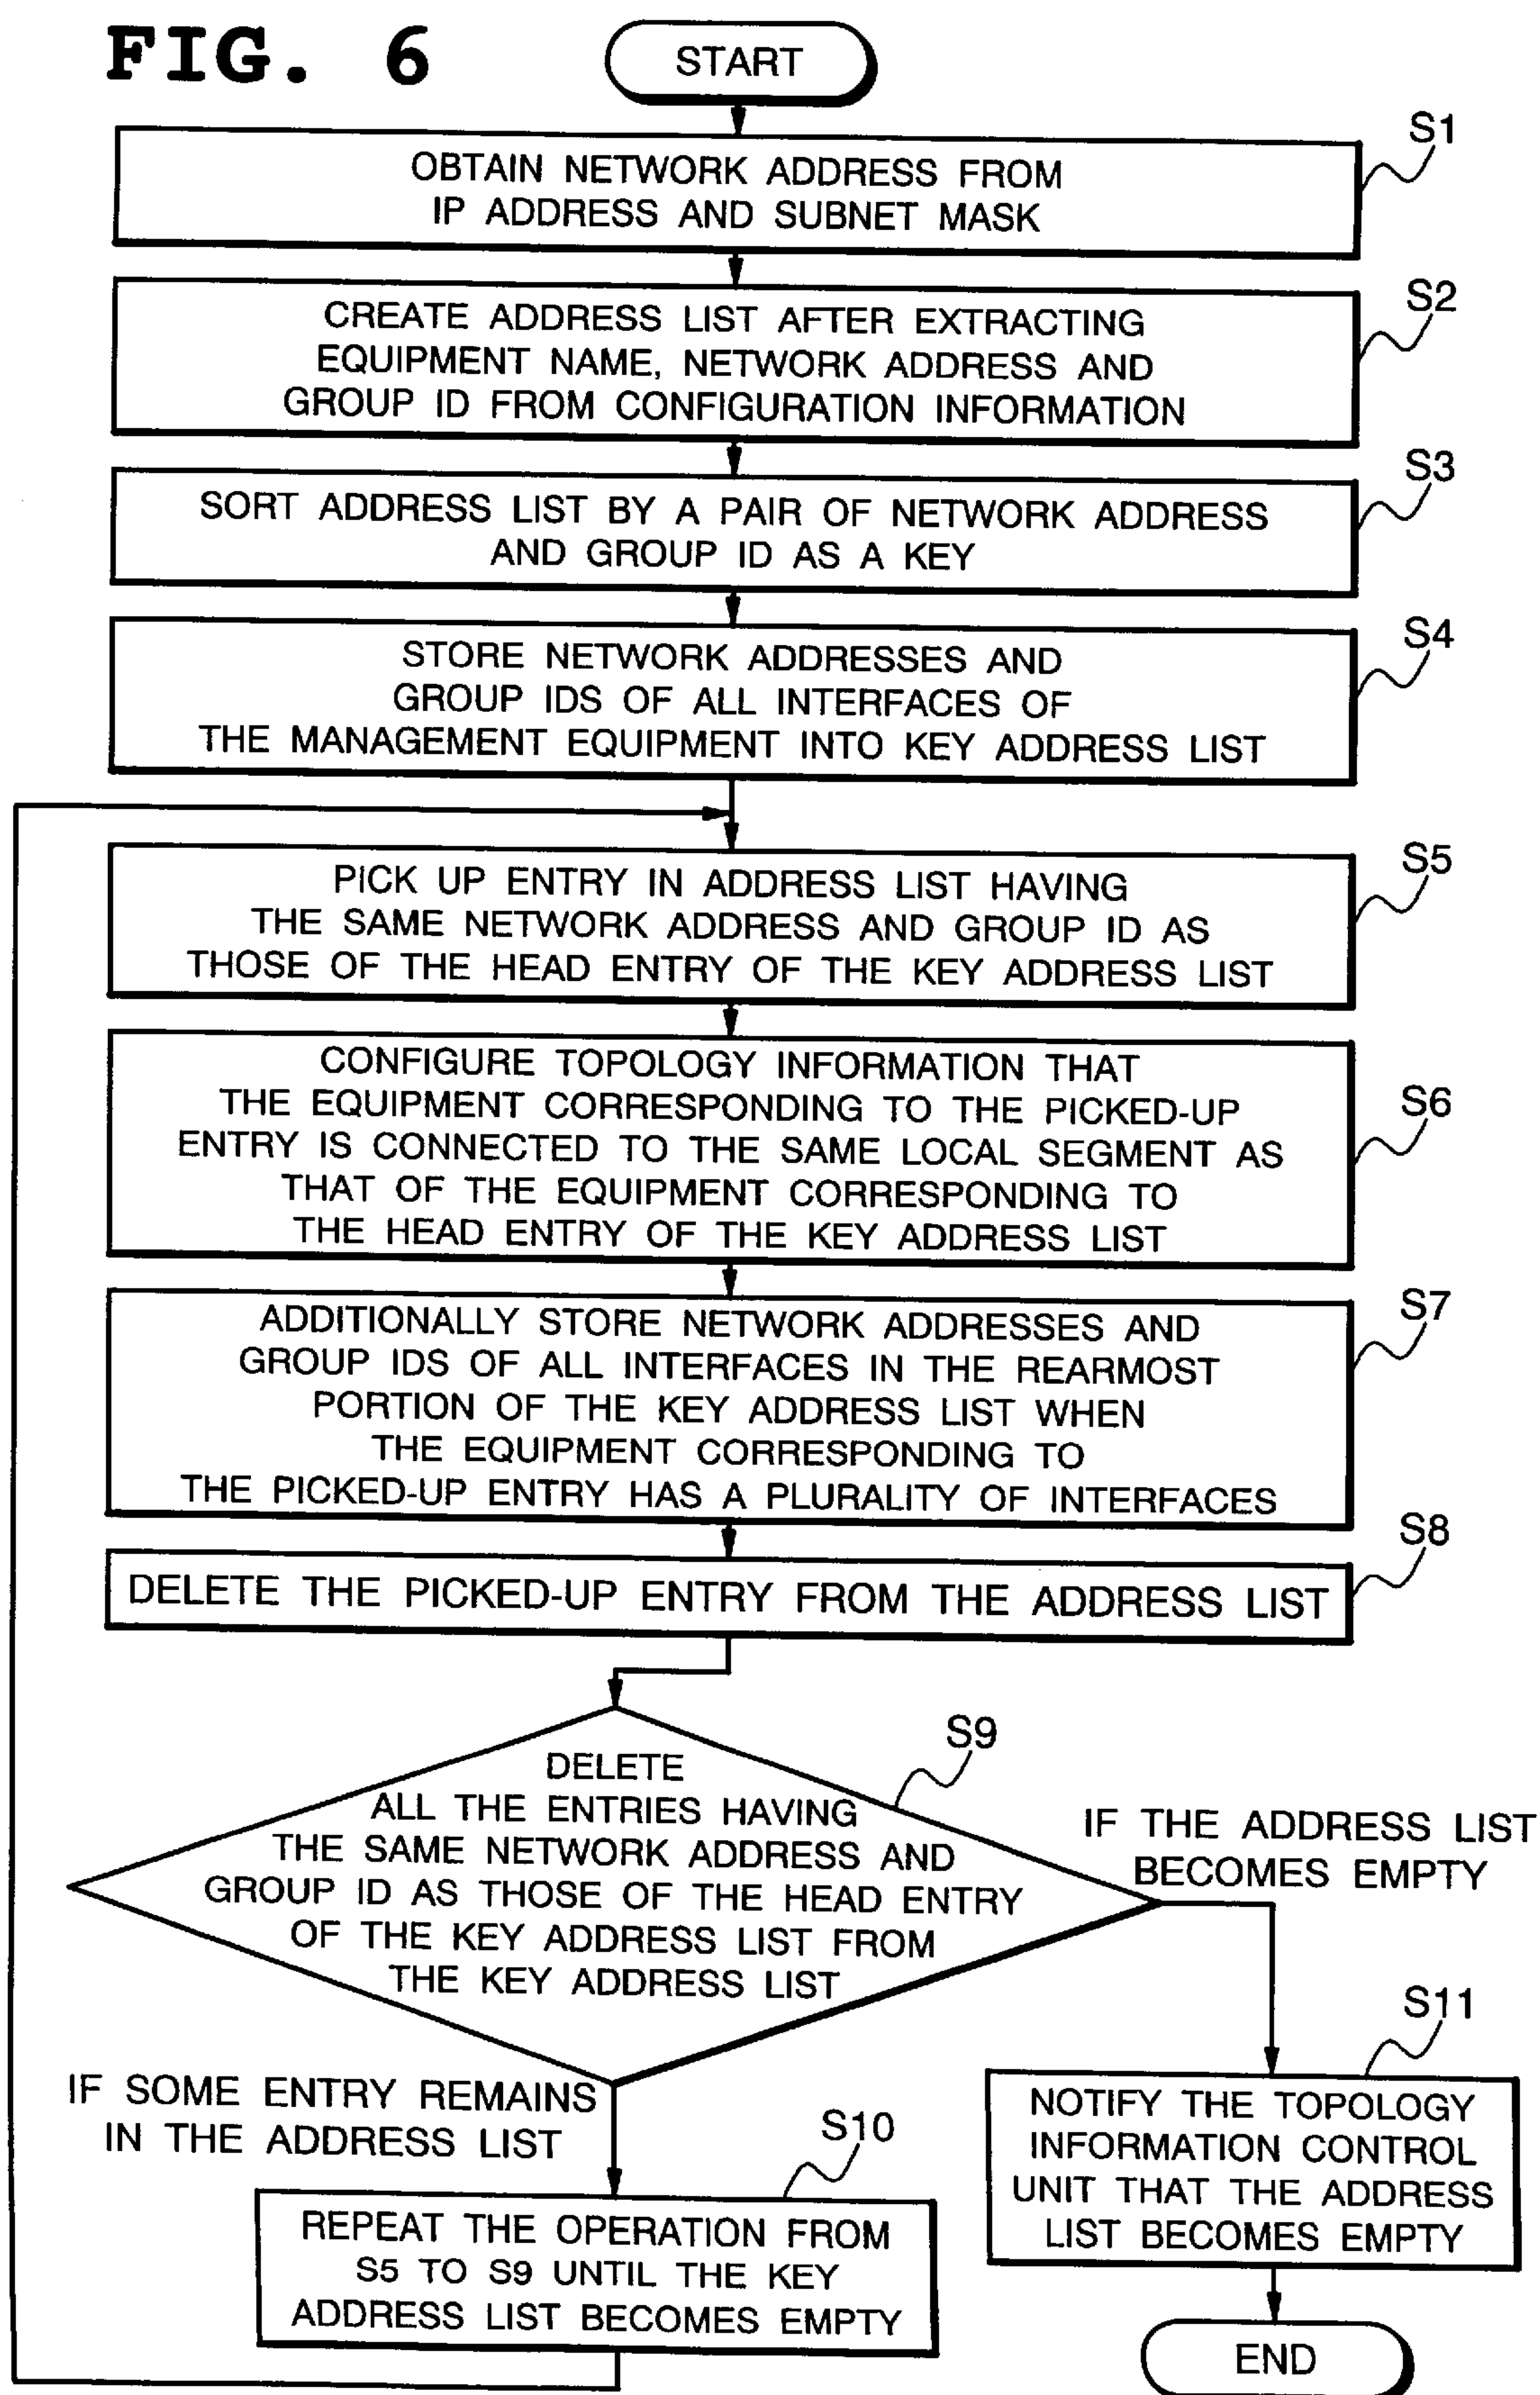 FIG. 6
START
S1
OBTAIN NETWORK ADDRESS FROM
IP ADDRESS AND SUBNET MASK
S2
CREATE ADDRESS LIST AFTER EXTRACTING
EQUIPMENT NAME, NETWORK ADDRESS AND
GROUP ID FROM CONFIGURATION INFORMATION
S3
SORT ADDRESS LIST BY A PAIR OF NETWORK ADDRESS
AND GROUP ID AS A KEY
S4
STORE NETWORK ADDRESSES AND
GROUP IDS OF ALL INTERFACES OF
THE MANAGEMENT EQUIPMENT INTO KEY ADDRESS LIST
S5
PICK UP ENTRY IN ADDRESS LIST HAVING
THE SAME NETWORK ADDRESS AND GROUP ID AS
THOSE OF THE HEAD ENTRY OF THE KEY ADDRESS LIST
S6
CONFIGURE TOPOLOGY INFORMATION THAT
THE EQUIPMENT CORRESPONDING TO THE PICKED-UP
ENTRY IS CONNECTED TO THE SAME LOCAL SEGMENT AS
THAT OF THE EQUIPMENT CORRESPONDING TO
THE HEAD ENTRY OF THE KEY ADDRESS LIST
S7
ADDITIONALLY STORE NETWORK ADDRESSES AND
GROUP IDS OF ALL INTERFACES IN THE REARMOST
PORTION OF THE KEY ADDRESS LIST WHEN
THE EQUIPMENT CORRESPONDING TO
THE PICKED-UP ENTRY HAS A PLURALITY OF INTERFACES
S8
DELETE THE PICKED-UP ENTRY FROM THE ADDRESS LIST
S9
DELETE
ALL THE ENTRIES HAVING
THE SAME NETWORK ADDRESS AND
GROUP ID AS THOSE OF THE HEAD ENTRY
OF THE KEY ADDRESS LIST FROM
THE KEY ADDRESS LIST
IF THE ADDRESS LIST
BECOMES EMPTY
IF SOME ENTRY REMAINS
IN THE ADDRESS LIST
S10
REPEAT THE OPERATION FROM
S5 TO S9 UNTIL THE KEY
ADDRESS LIST BECOMES EMPTY
S11
NOTIFY THE TOPOLOGY
INFORMATION CONTROL
UNIT THAT THE ADDRESS
LIST BECOMES EMPTY
END